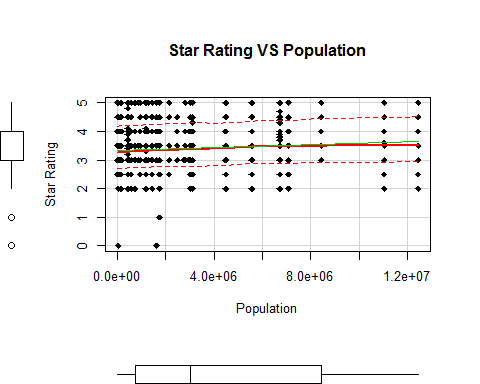 Star Rating VS Population
5
4
3
2
1
0
Star Rating
0.0e+00 4.0e+06 8.0e+06 1.2e+07
Population